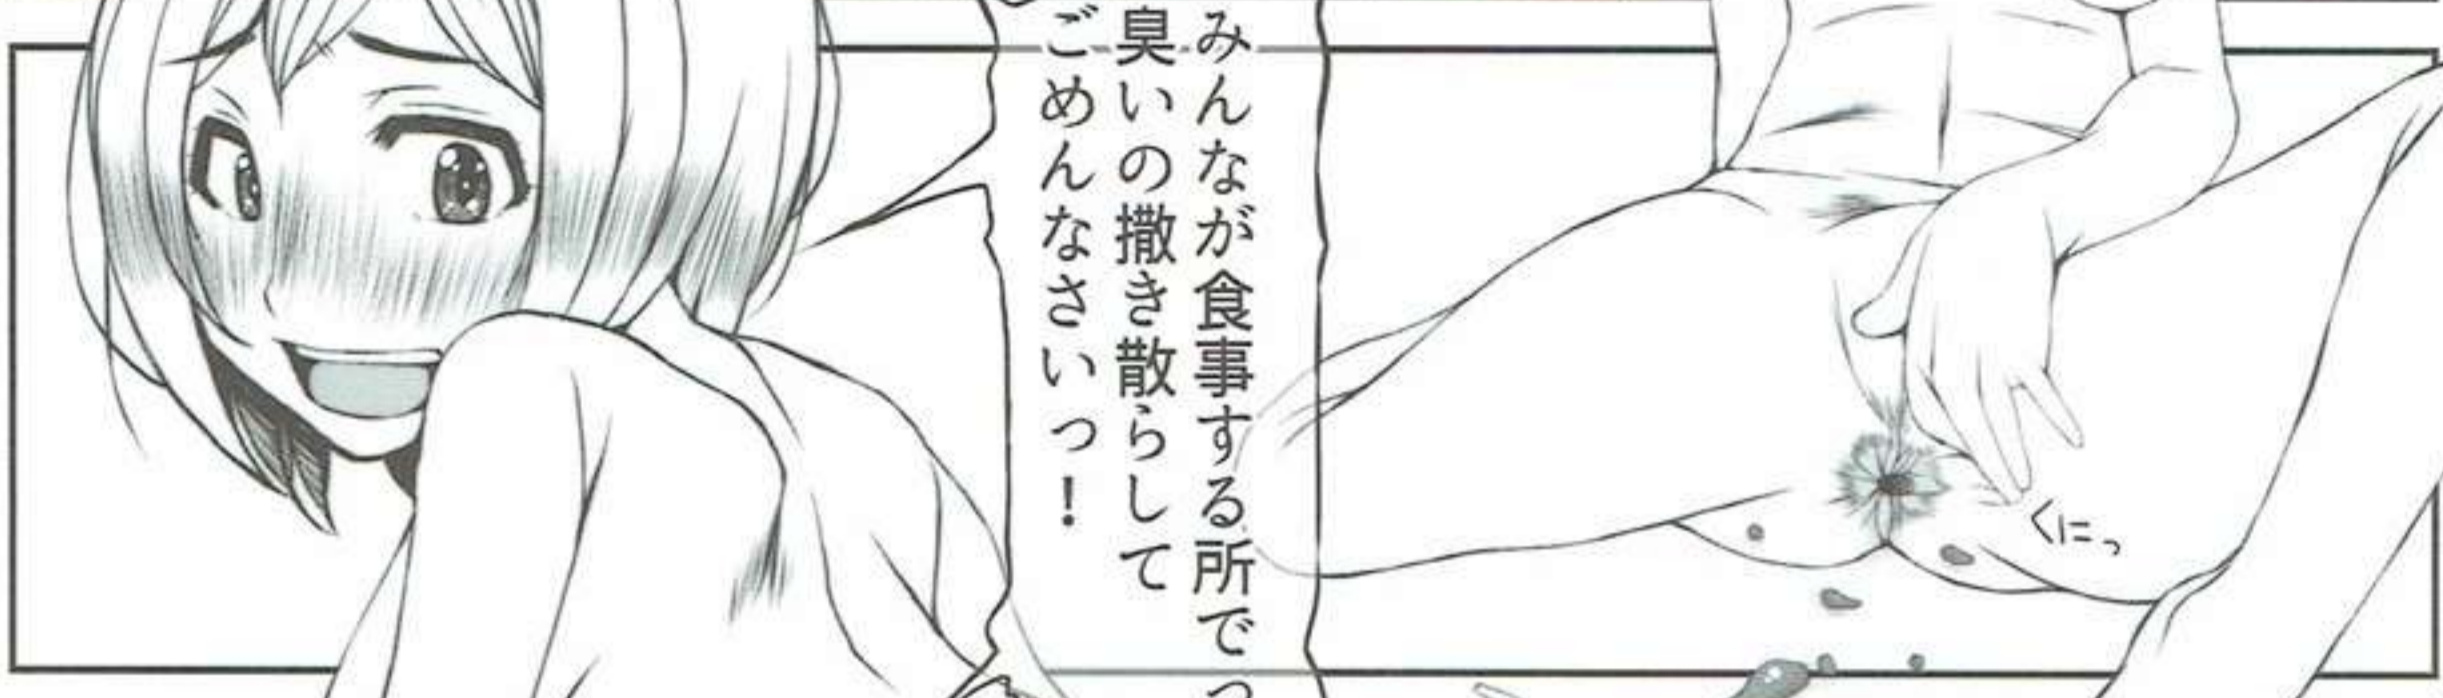 みんなが食事する所でっ
臭いの撒き散らして
ごめんなさいっ！
くにっ